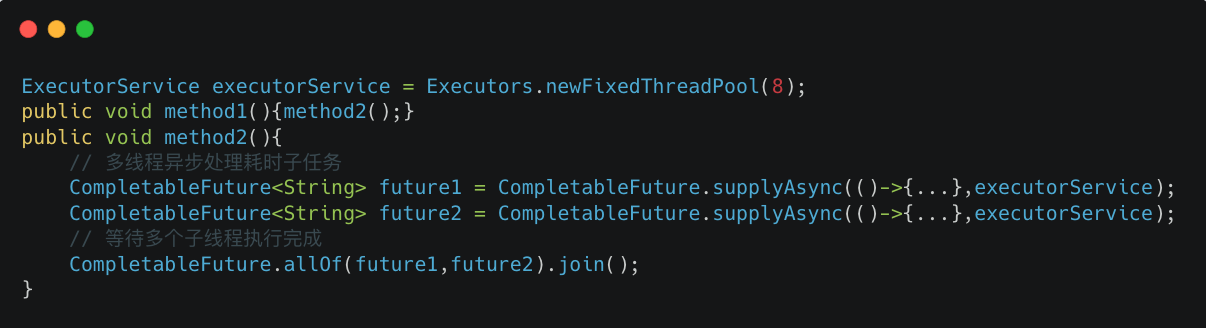 ExecutorService executorService = Executors.newFixedThreadPool(8);
public void method1(){method2();}
public void method2(){
    // 多线程异步处理耗时子任务
    CompletableFuture<String> future1 = CompletableFuture.supplyAsync(()->{...},executorService);
    CompletableFuture<String> future2 = CompletableFuture.supplyAsync(()->{...},executorService);
    // 等待多个子线程执行完成
    CompletableFuture.allOf(future1,future2).join();
}